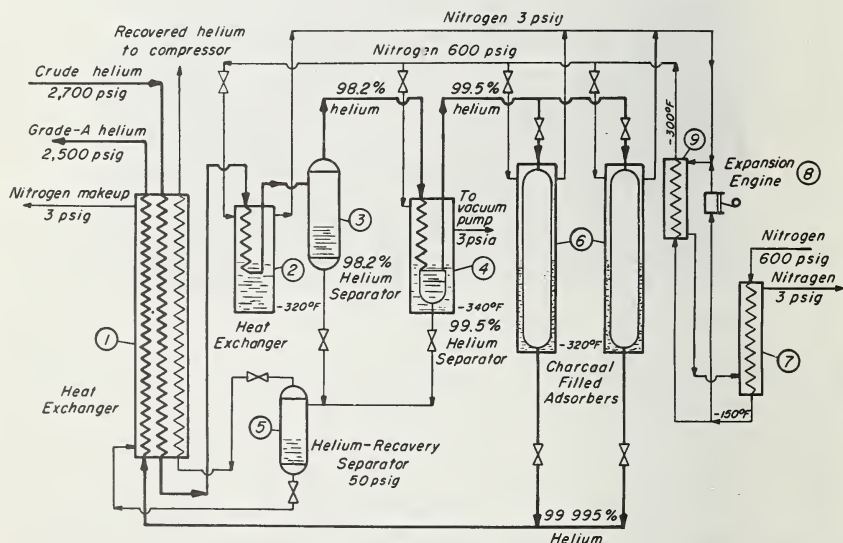 Nitrogen 3 psig
Recovered helium
to compressor
Nitrogen 600 psig
Crude helium
2,700 psig
98.2%
helium
99.5%
helium
-300°F
9
Grade-A helium
2,500 psig
Expansion
Engine
8
Nitrogen makeup
3 psig
3
To
vacuum
pump
3psia
Nitrogen
600 psig
2
98.2%
Helium
Separator
4
6
Nitragen
3 psig
-320°F
-340°F
1
Heat
Exchanger
99.5%
Helium
Separator
-320°F
7
Heat
Exchanger
Charcaal
Filled
Adsorbers
5
-150°F
Helium-Recavery
Separator
50 psig
99 995%
Helium